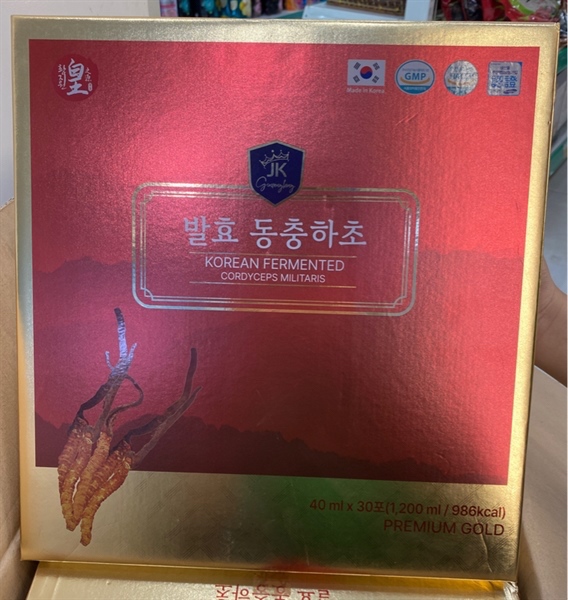 皇
Made in Korea
GMP
JK
발효 동충하초
KOREAN FERMENTED
CORDYCEPS MILITARIS
40 ml x 30포(1,200 ml / 986kcal)
PREMIUM GOLD